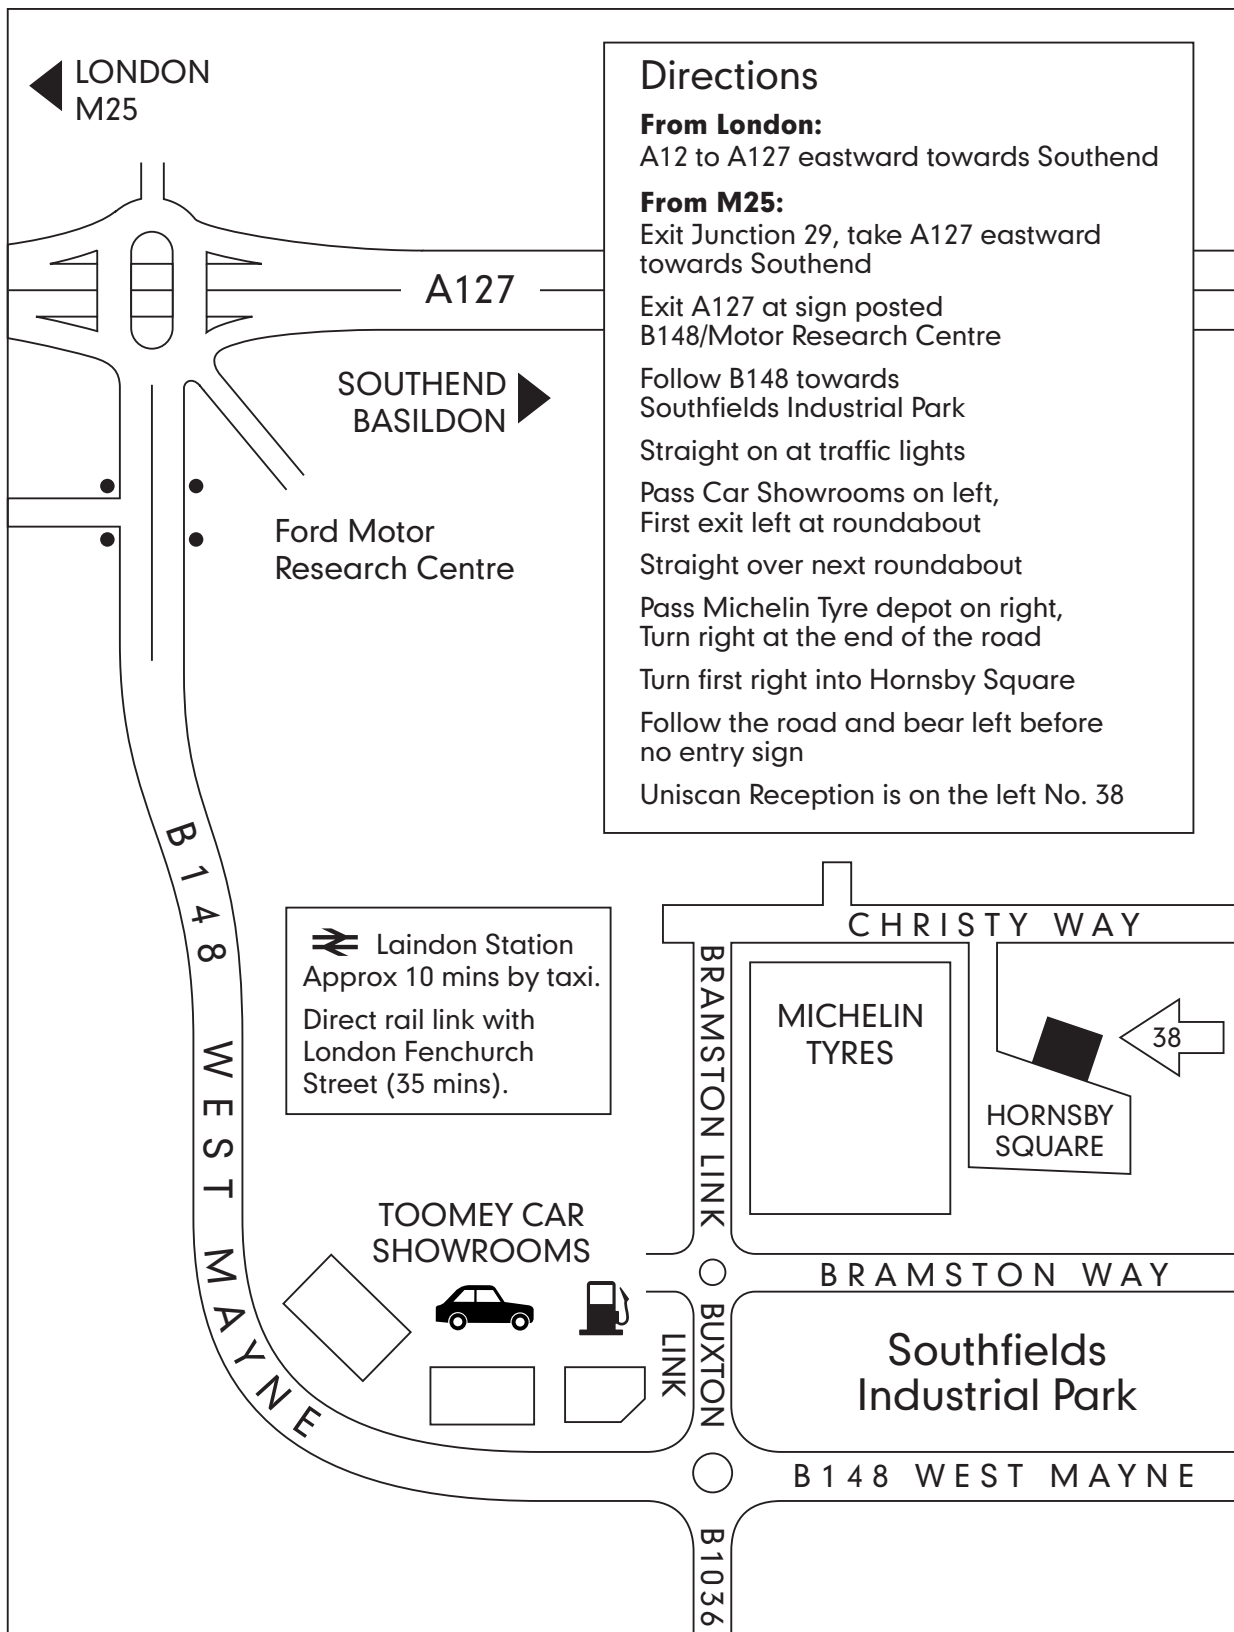 LONDON
M25
Directions
From London:
A12 to A127 eastward towards Southend
From M25:
Exit Junction 29, take A127 eastward
towards Southend
Exit A127 at sign posted
B148/Motor Research Centre
Follow B148 towards
Southfields Industrial Park
Straight on at traffic lights
Pass Car Showrooms on left,
First exit left at roundabout
Straight over next roundabout
Pass Michelin Tyre depot on right,
Turn right at the end of the road
Turn first right into Hornsby Square
Follow the road and bear left before
no entry sign
Uniscan Reception is on the left No. 38
A127
SOUTHEND
BASILDON
Ford Motor
Research Centre
B148 WEST MAYNE
Laindon Station
Approx 10 mins by taxi.
Direct rail link with
London Fenchurch
Street (35 mins).
CHRISTY WAY
BRAMSTON LINK
MICHELIN
TYRES
38
HORNSBY
SQUARE
TOOMEY CAR
SHOWROOMS
BRAMSTON WAY
BUXTON
LINK
Southfields
Industrial Park
B148 WEST MAYNE
B1036